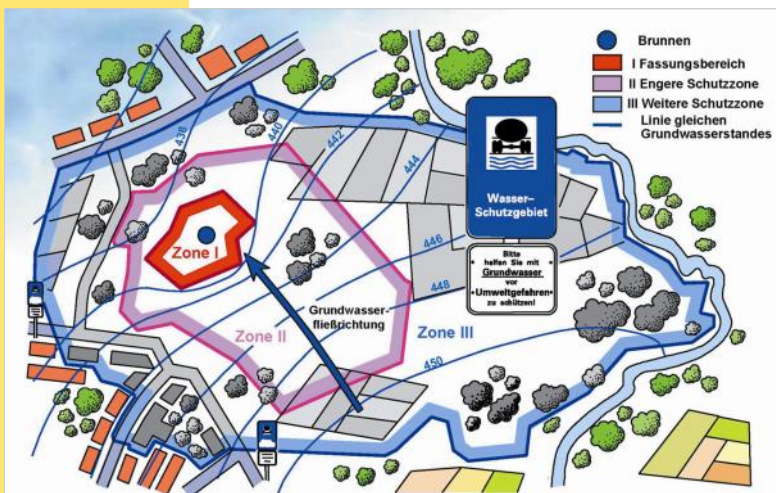 Brunnen
I Fassungsbereich
II Engere Schutzzone
III Weitere Schutzzone
Linie gleichen
Grundwasserstandes
438
440
442
444
Wasser-
Schutzgebiet
446
448
Bitte
helfen Sie mit
Grundwasser
vor
Umweltgefahren
zu schützen!
Zone I
Grundwasser-
fließrichtung
Zone II
Zone III
450